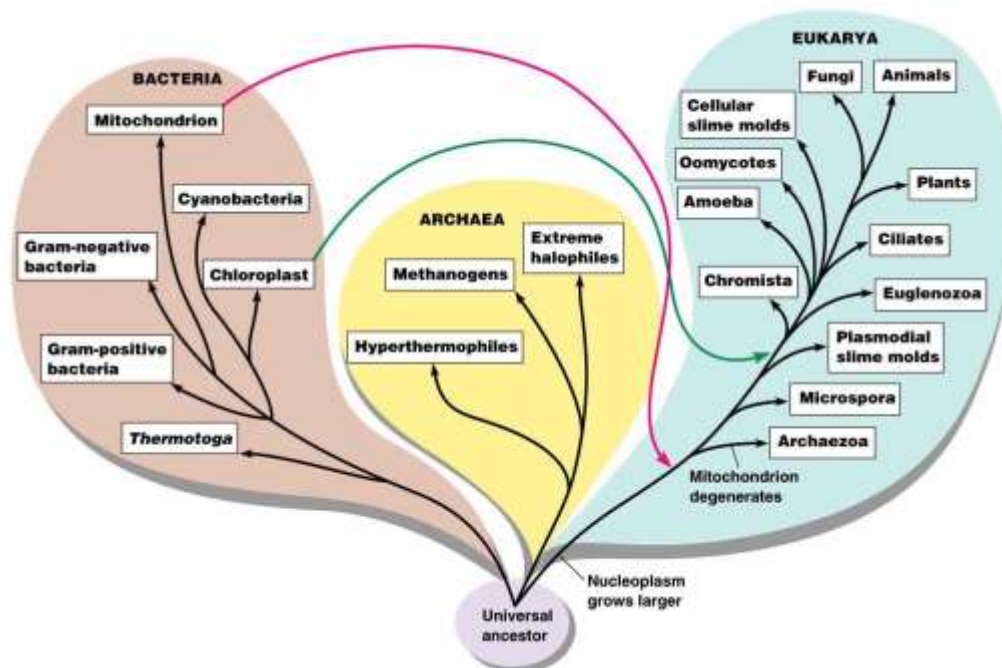 BACTERIA
Mitochondrion
Cyanobacteria
Gram-negative
bacteria
Chloroplast
Gram-positive
bacteria
Thermotoga
ARCHAEA
Extreme
halophiles
Methanogens
Hyperthermophiles
EUKARYA
Fungi
Animals
Cellular
slime molds
Oomycotes
Plants
Amoeba
Ciliates
Chromista
Euglenozoa
Plasmodial
slime molds
Microspora
Archaezoa
Mitochondrion
degenerates
Nucleoplasm
grows larger
Universal
ancestor